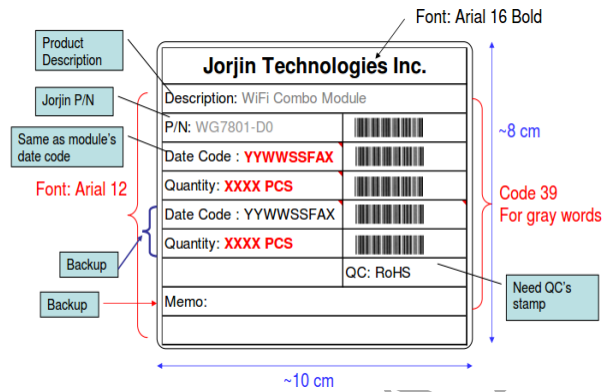 Font: Arial 16 Bold
Product
Description
Jorjin Technologies Inc.
Jorjin P/N
Description: WiFi Combo Module
P/N: WG7801-D0
~8 cm
Same as module's
date code
Date Code : YYWWSSFAX
Font: Arial 12
Quantity: XXXX PCS
Code 39
For gray words
Date Code : YYWWSSFAX
Quantity: XXXX PCS
Backup
QC: RoHS
Need QC's
stamp
Backup
Memo:
~10 cm